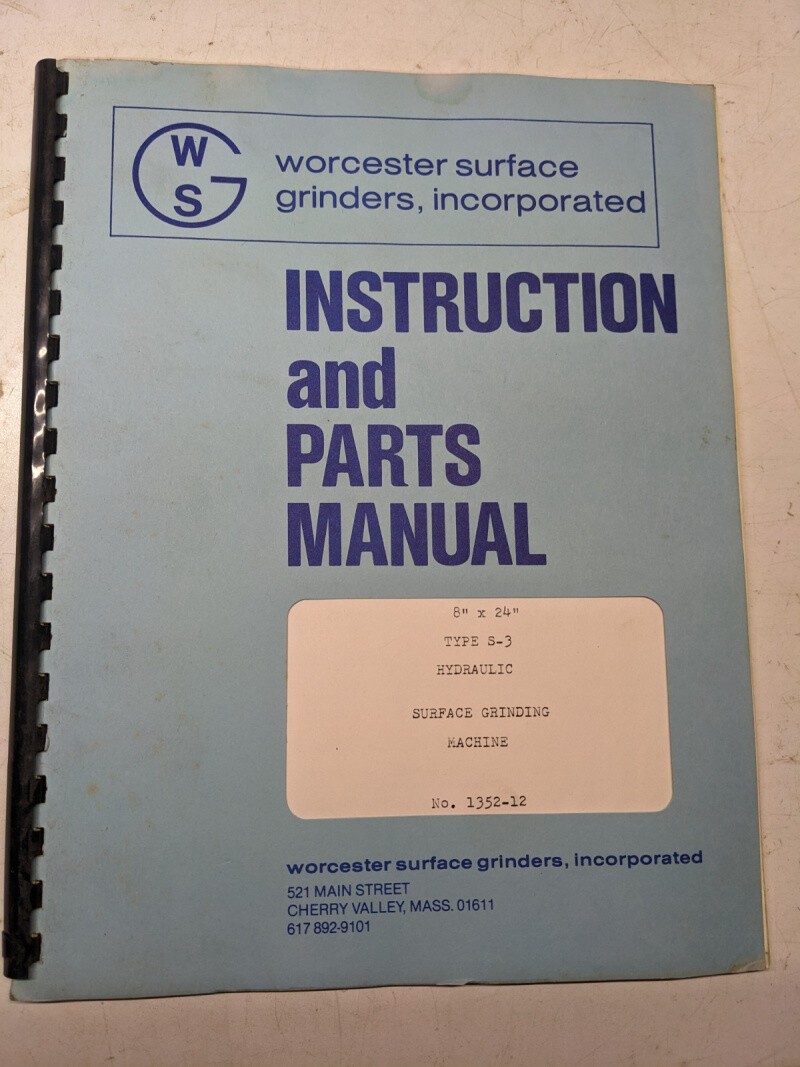 W
S
worcester surface
grinders, incorporated
INSTRUCTION
and
PARTS
MANUAL
8" x 24"
TYPE S-3
HYDRAULIC
SURFACE GRINDING
MACHINE
No. 1352-12
worcester surface grinders, incorporated
521 MAIN STREET
CHERRY VALLEY, MASS. 01611
617 892-9101